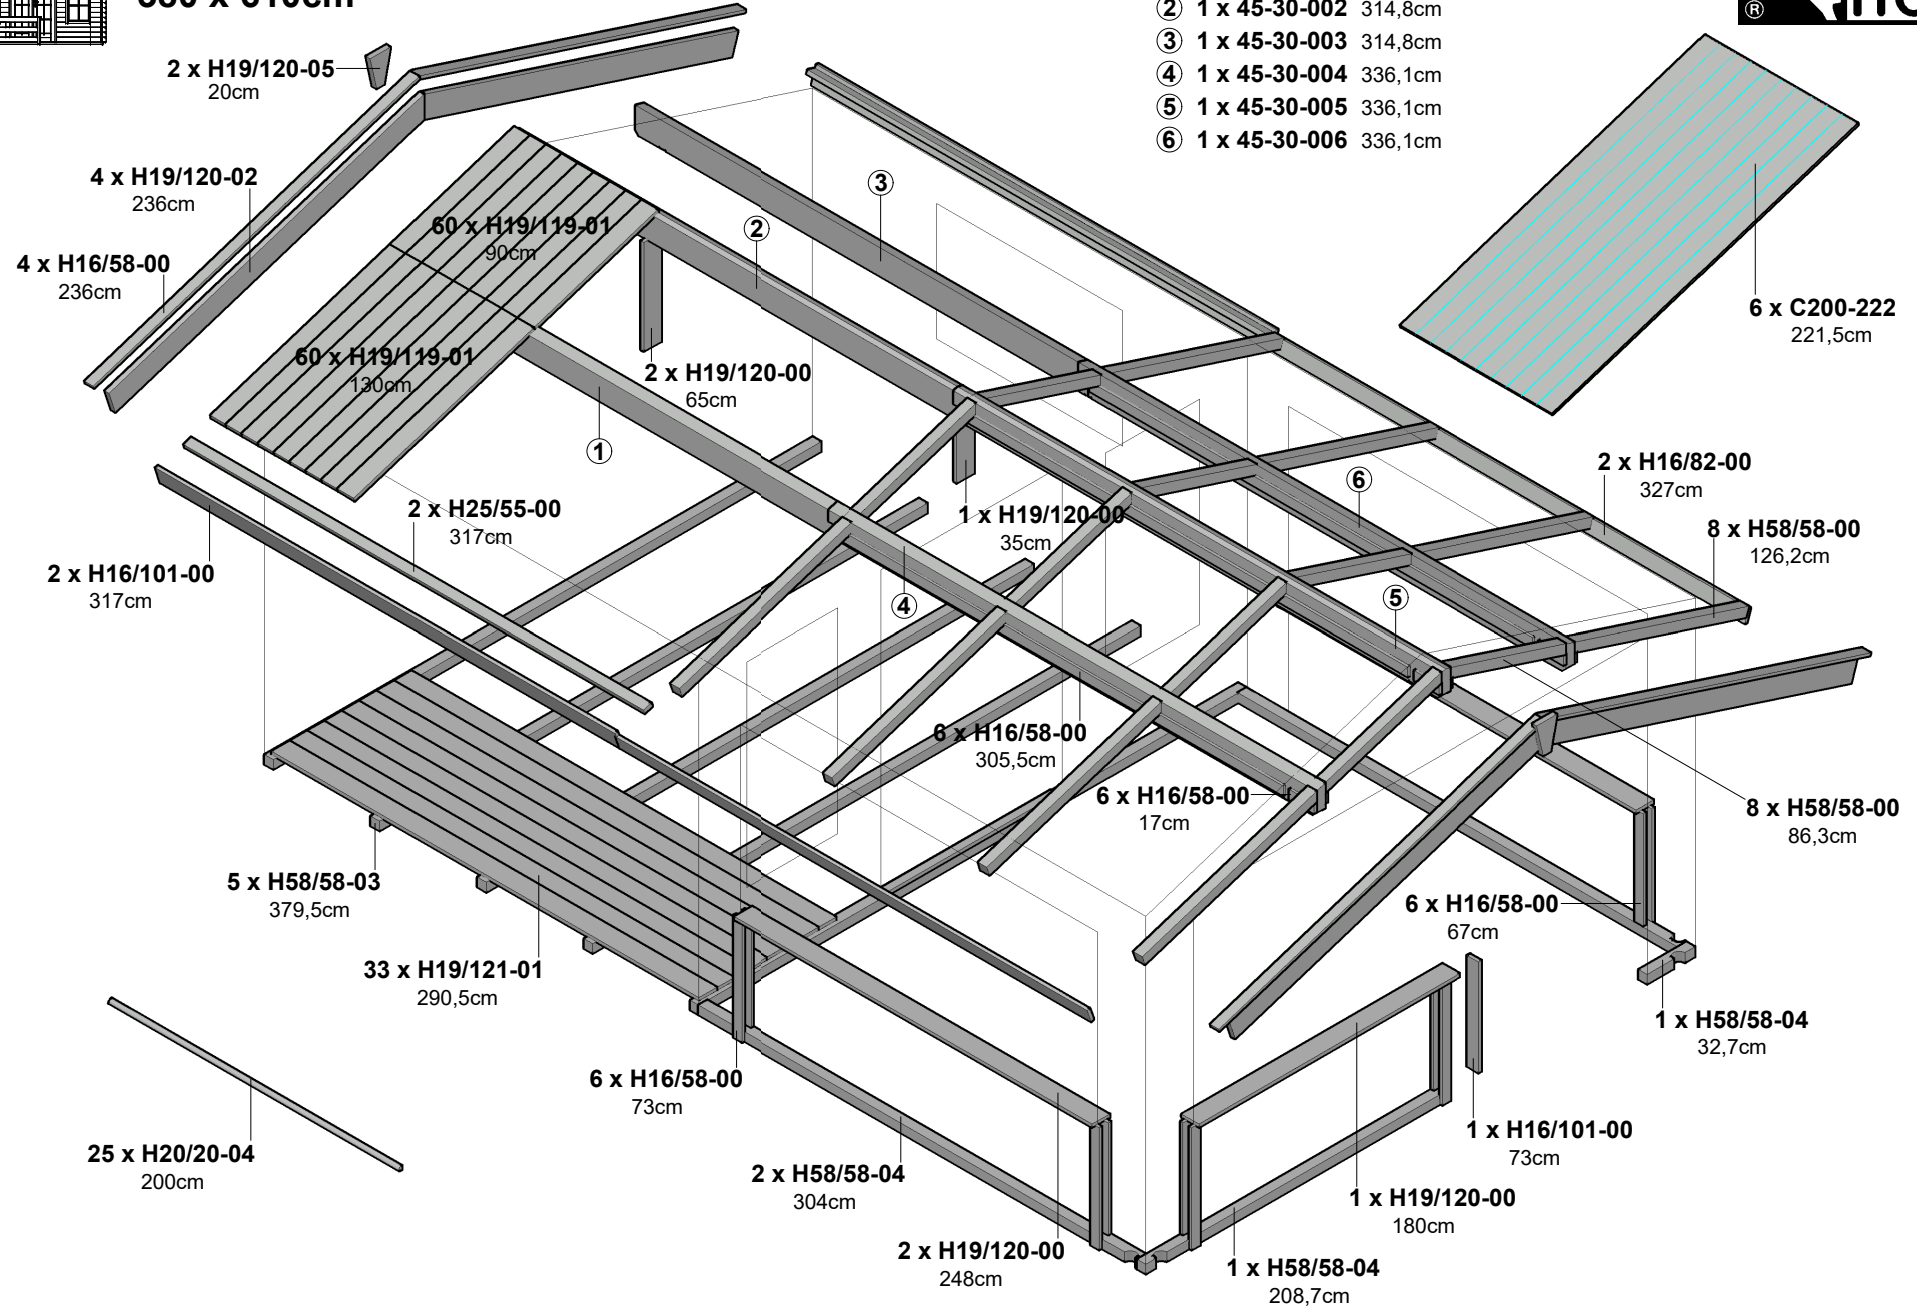 ② 1 x 45-30-002 314,8cm
③ 1 x 45-30-003 314,8cm
④ 1 x 45-30-004 336,1cm
⑤ 1 x 45-30-005 336,1cm
⑥ 1 x 45-30-006 336,1cm
®
2 x H19/120-05
20cm
4 x H19/120-02
236cm
4 x H16/58-00
236cm
60 x H19/119-01
90cm
60 x H19/119-01
130cm
③
②
2 x H19/120-00
65cm
①
6 x C200-222
221,5cm
2 x H16/82-00
327cm
⑥
8 x H58/58-00
126,2cm
2 x H25/55-00
317cm
1 x H19/120-00
35cm
2 x H16/101-00
317cm
④
⑤
6 x H16/58-00
305,5cm
6 x H16/58-00
17cm
8 x H58/58-00
86,3cm
5 x H58/58-03
379,5cm
6 x H16/58-00
67cm
33 x H19/121-01
290,5cm
1 x H58/58-04
32,7cm
6 x H16/58-00
73cm
25 x H20/20-04
200cm
1 x H16/101-00
73cm
2 x H58/58-04
304cm
1 x H19/120-00
180cm
2 x H19/120-00
248cm
1 x H58/58-04
208,7cm